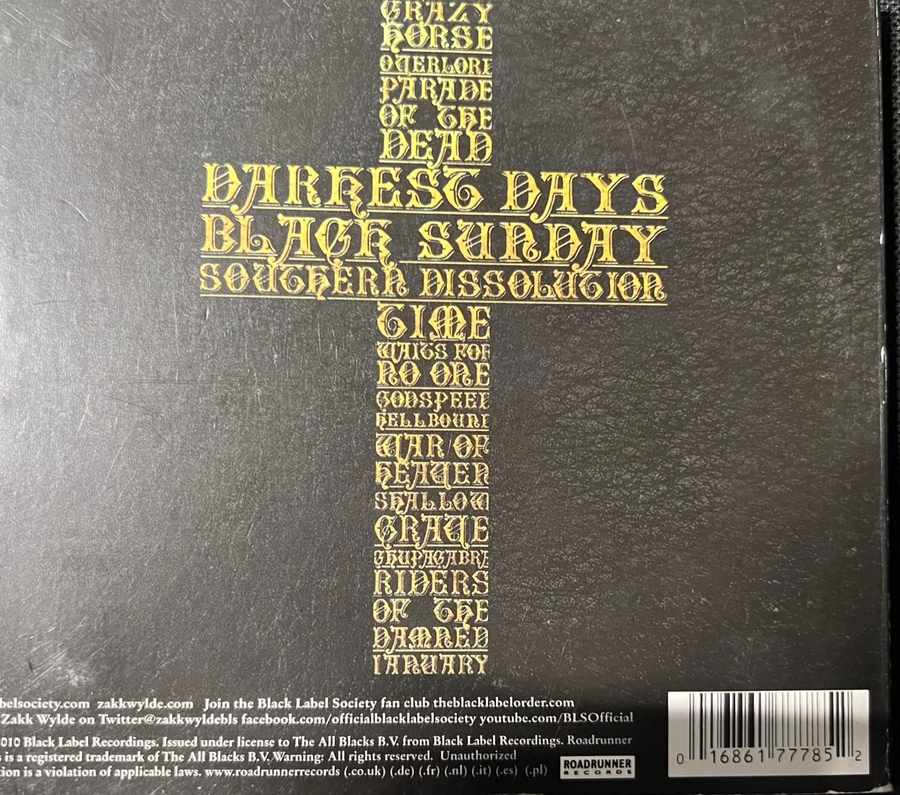 CRAZY
HORSE
OVERLORD
PARADE
OF THE
DEAD
DARKEST DAYS
BLACK SUNDAY
SOUTHERN DISSOLUTION
TIME
WAITS FOR
NO ONE
GODSPEED
HELLBOUND
WAR OF
HEAVEN
SHALLOW
GRAVE
CHUPACABRA
RIDERS
OF THE
DAMNED
JANUARY
belsociety.com zakkwylde.com Join the Black Label Society fan club theblacklabelorder.com
Zakk Wylde on Twitter@zakkwyldebls facebook.com/officialblacklabelsociety youtube.com/BLSOfficial
010 Black Label Recordings. Issued under license to The All Blacks B.V. from Black Label Recordings. Roadrunner
s is a registered trademark of The All Blacks B.V. Warning: All rights reserved. Unauthorized
tion is a violation of applicable laws. www.roadrunnerrecords (.co.uk) (.de) (.fr) (.nl) (.it) (.es) (.pl)
ROADRUNNER
RECORDS
0 16861 77785 2